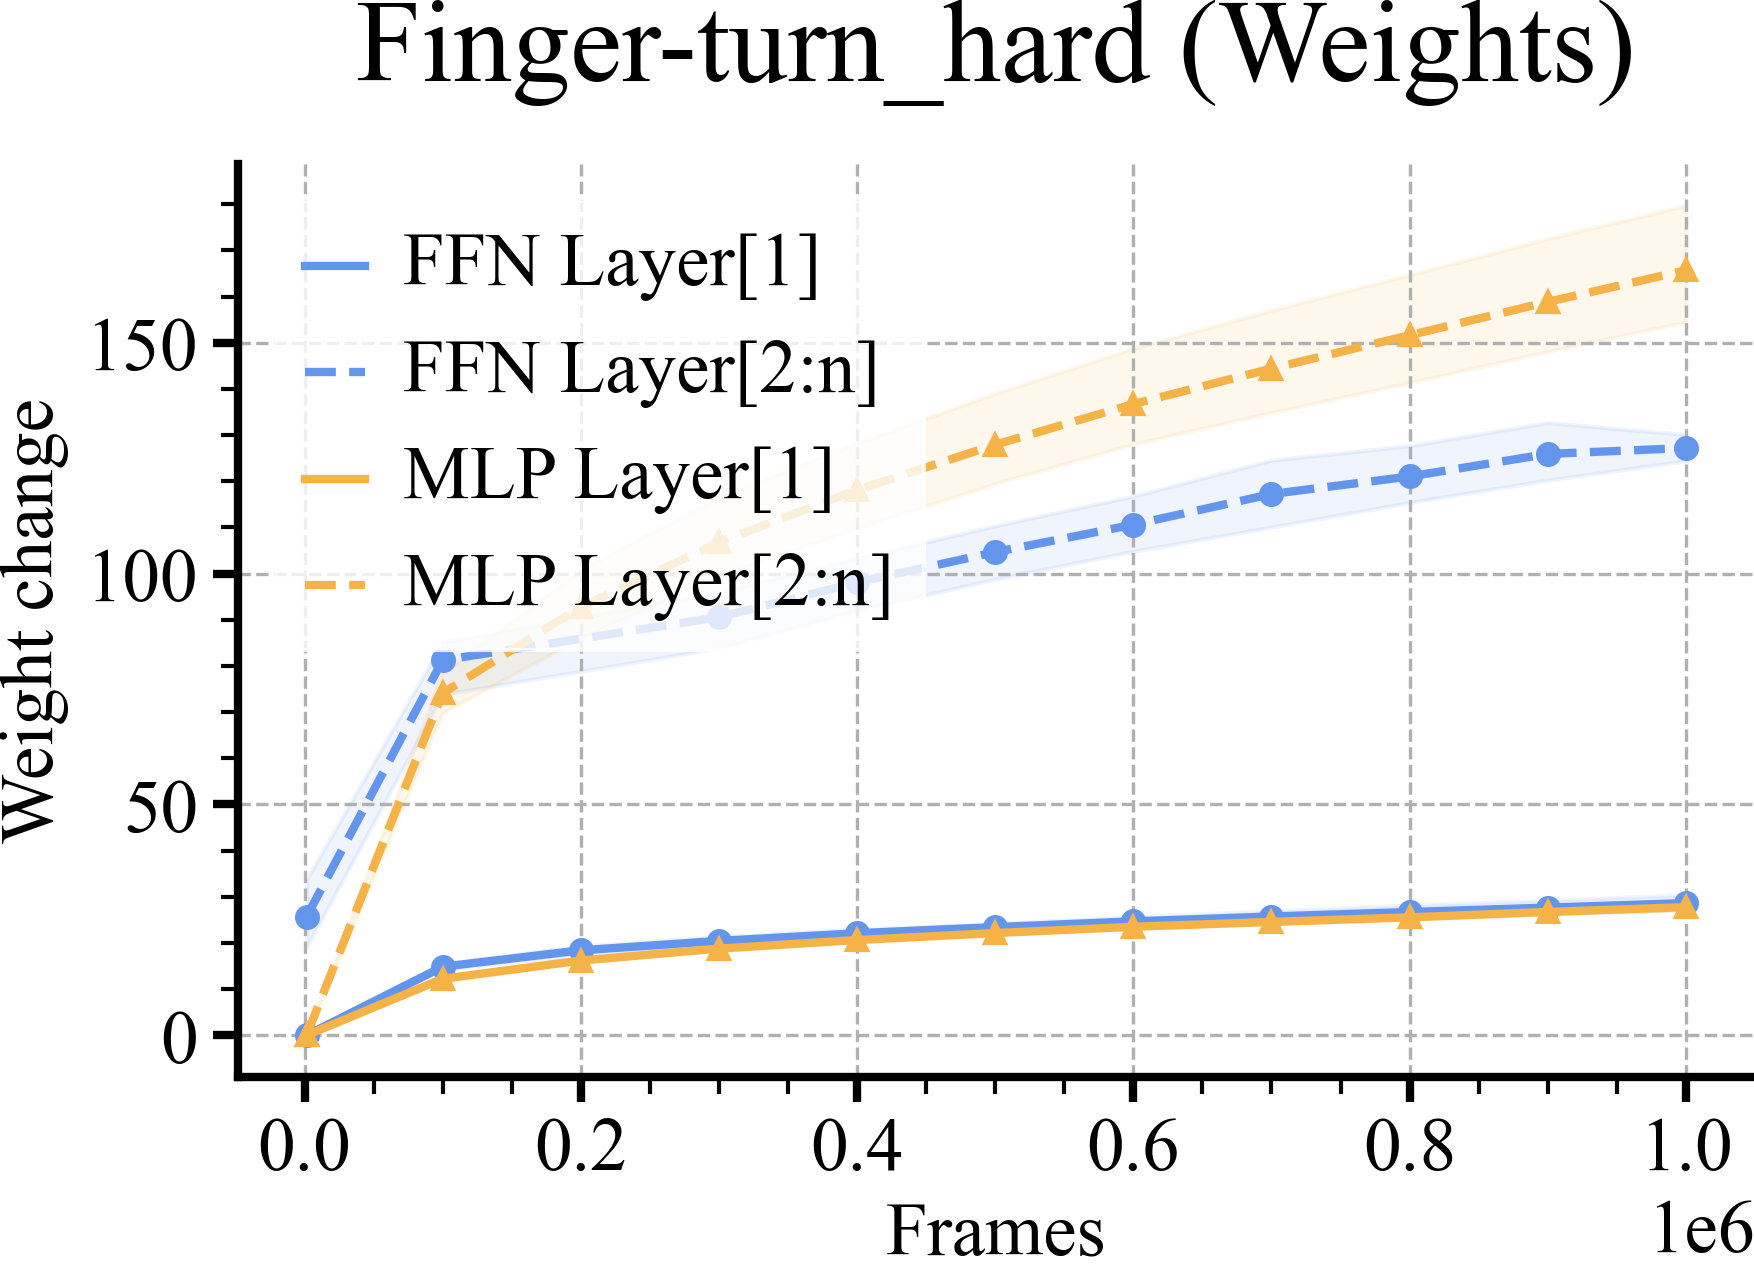 Finger-turn_hard (Weights)
FFN Layer[1]
FFN Layer[2:n]
MLP Layer[1]
MLP Layer[2:n]
Weight change
150
100
50
0
0.0 0.2 0.4 0.6 0.8 1.0
1e6
Frames